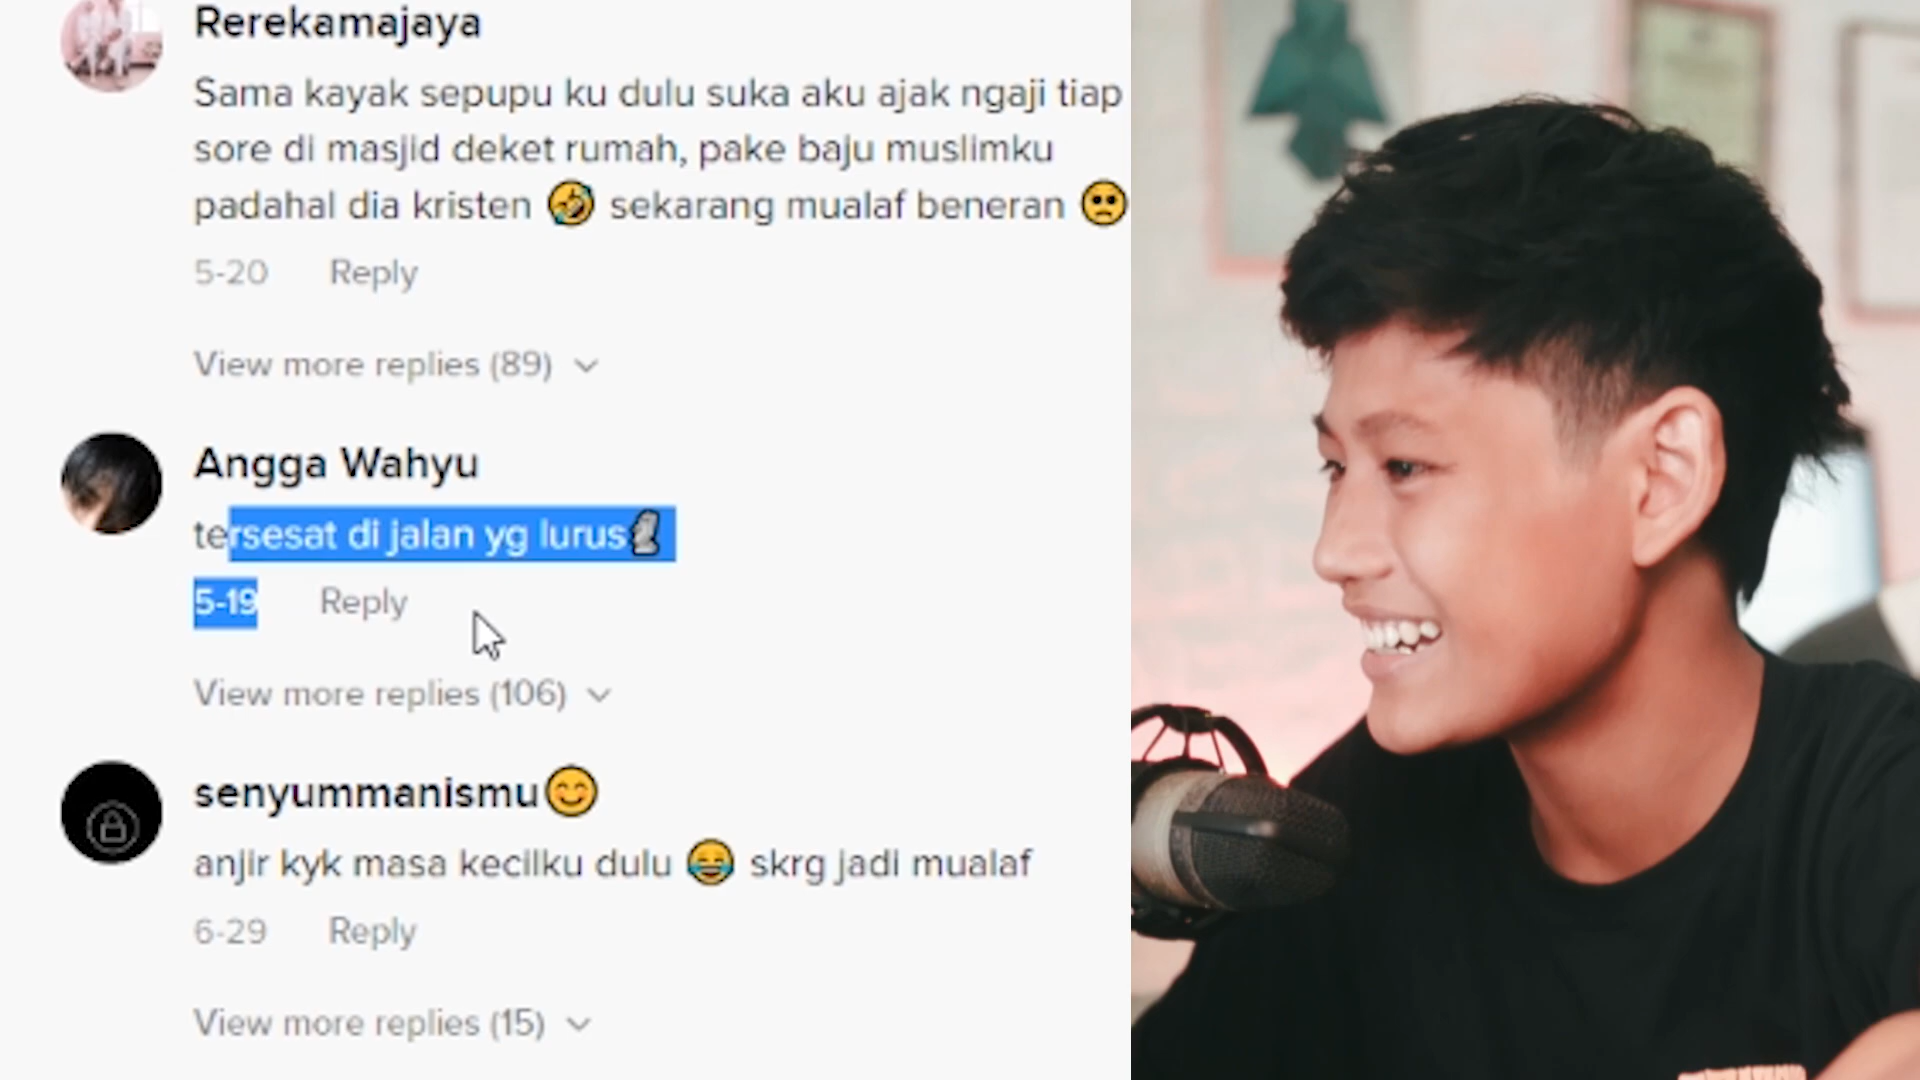 Rerekamajaya
Sama kayak sepupu ku dulu suka aku ajak ngaji tiap
sore di masjid deket rumah, pake baju muslimku
padahal dia kristen 🤣 sekarang mualaf beneran 🙁
5-20 Reply
View more replies (89)
Angga Wahyu
tersesat di jalan yg lurus🗿
5-19 Reply
View more replies (106)
senyummanismu😊
anjir kyk masa kecilku dulu 😂 skrg jadi mualaf
6-29 Reply
View more replies (15)